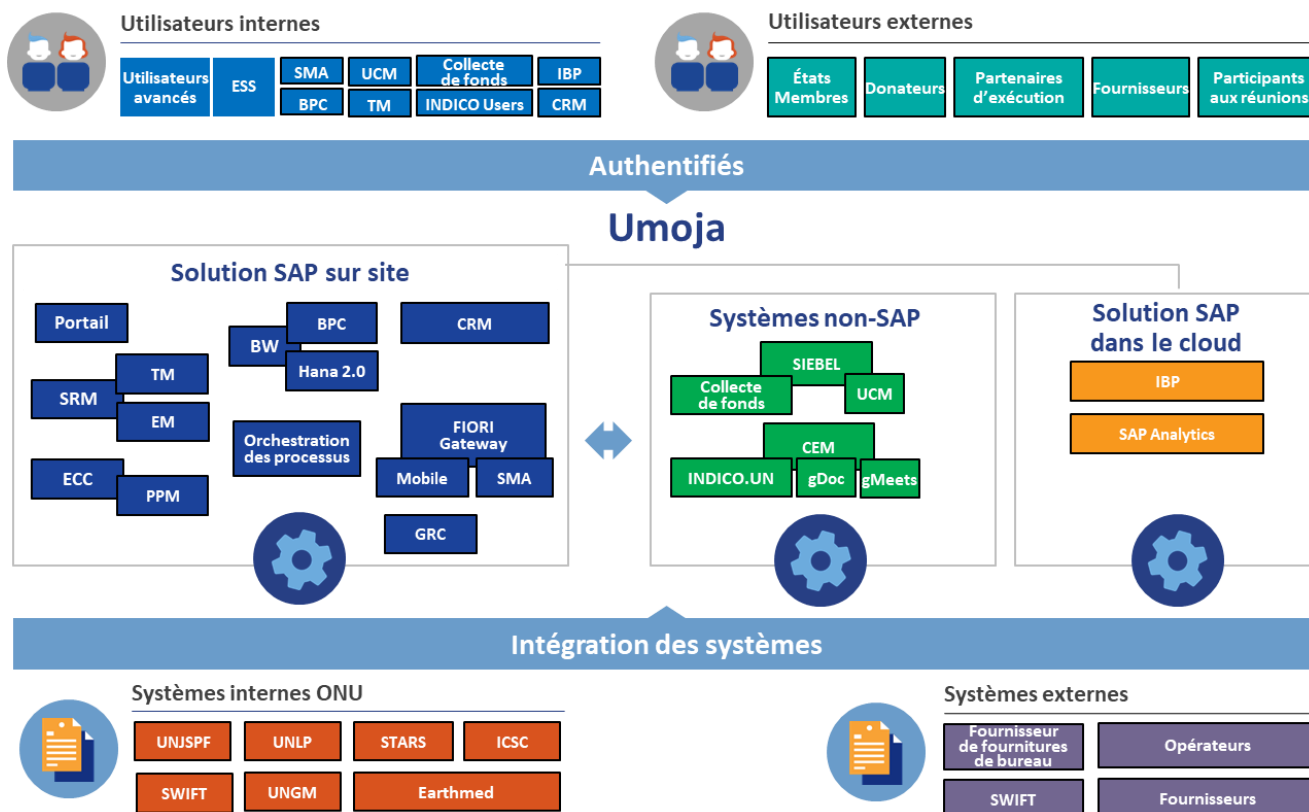 Utilisateurs internes
Utilisateurs
avancés
ESS
SMA
UCM
Collecte
de fonds
IBP
BPC
TM
INDICO Users
CRM
Utilisateurs externes
États
Membres
Donateurs
Partenaires
d'exécution
Fournisseurs
Participants
aux réunions
Authentifiés
Umoja
Solution SAP sur site
Portail
BPC
BW
Hana 2.0
CRM
TM
SRM
EM
Orchestration
des processus
FIORI
Gateway
Mobile
SMA
ECC
PPM
GRC
Systèmes non-SAP
SIEBEL
Collecte
de fonds
UCM
CEM
INDICO.UN
gDoc
gMeets
Solution SAP
dans le cloud
IBP
SAP Analytics
Intégration des systèmes
Systèmes internes ONU
UNJSPF
UNLP
STARS
ICSC
SWIFT
UNGM
Earthmed
Systèmes externes
Fournisseur
de fournitures
de bureau
Opérateurs
SWIFT
Fournisseurs